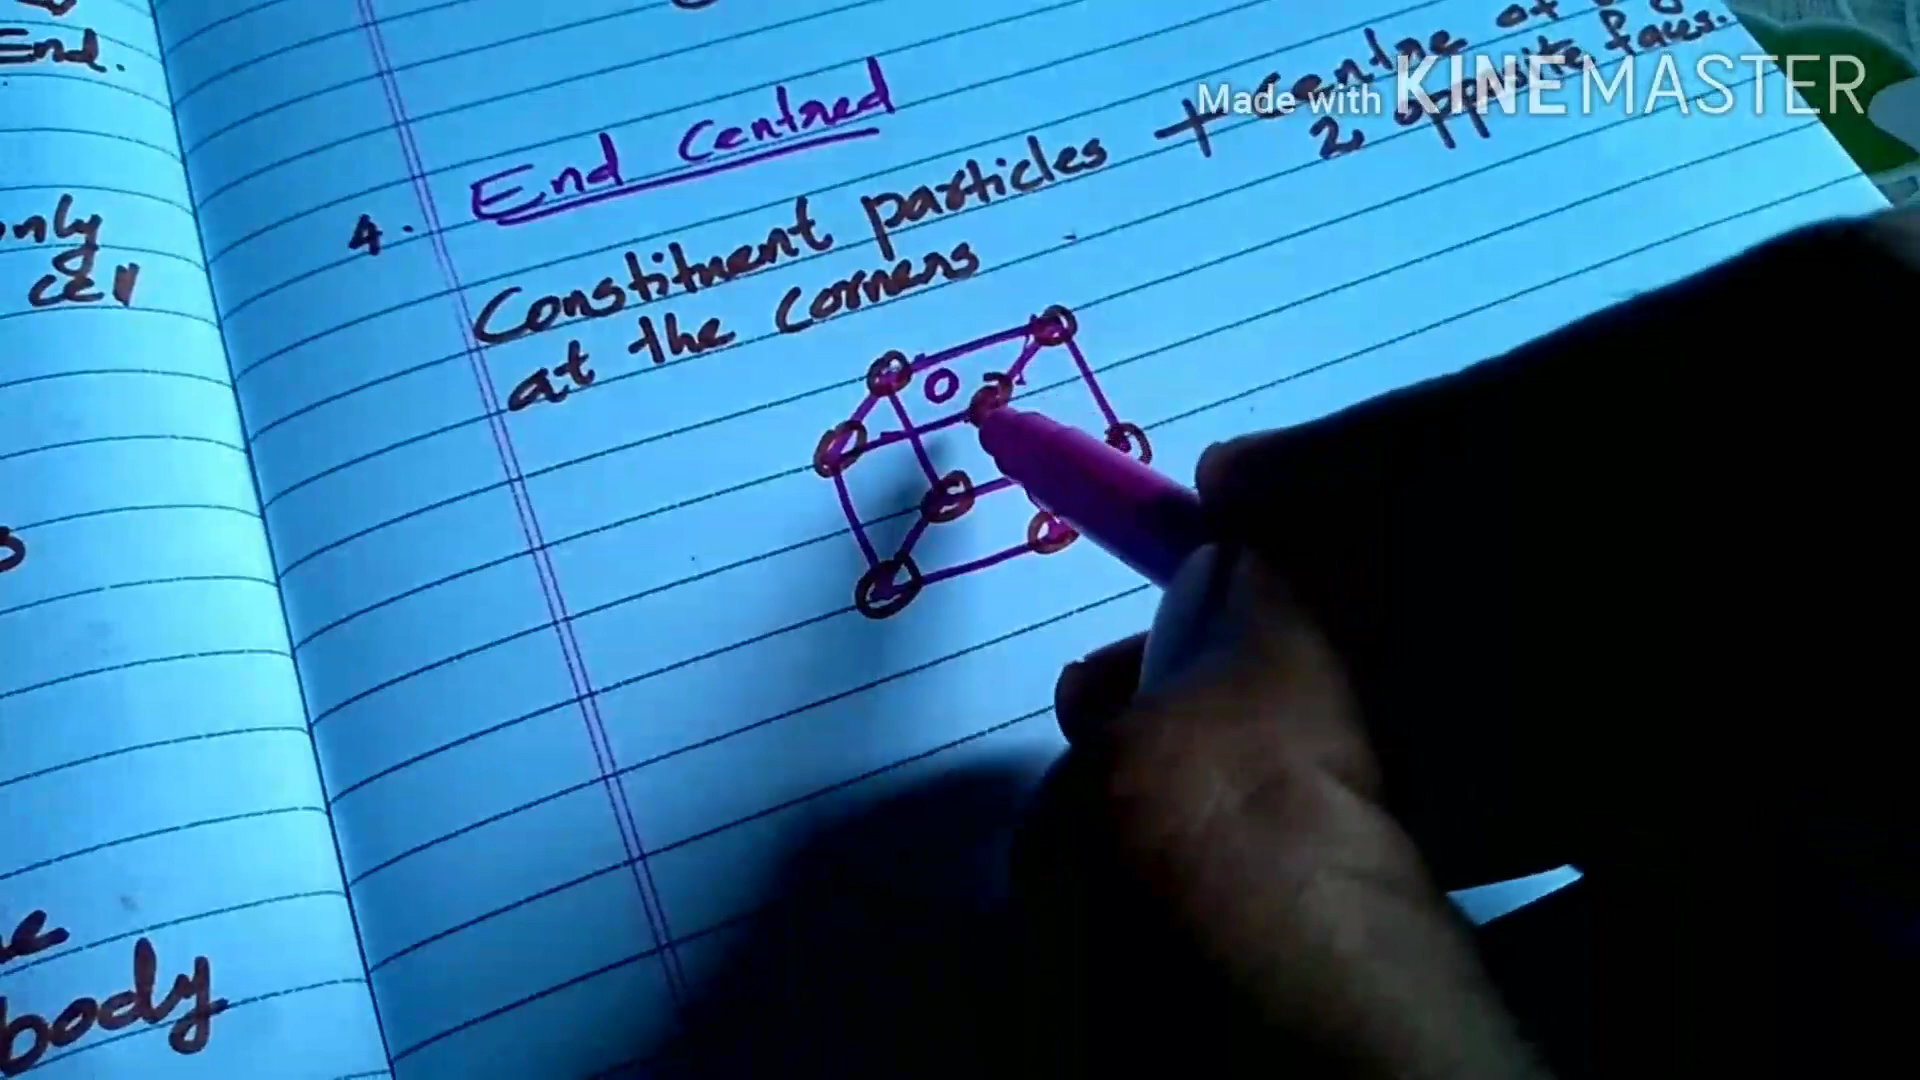 End.
Made with KINEMASTER
End Centred
4.
Constituent particles + centre of
at the corners
2 opposite faces.
only
cell
body